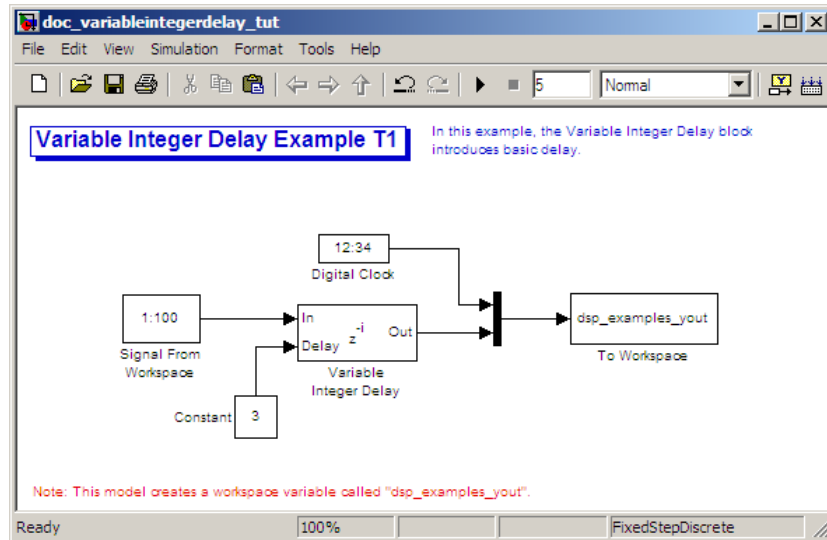 doc_variableintegerdelay_tut
File Edit View Simulation Format Tools Help
5 Normal
Variable Integer Delay Example T1
In this example, the Variable Integer Delay block
introduces basic delay.
12:34
Digital Clock
1:100
Signal From
Workspace
In
Delay
z-i
Out
Variable
Integer Delay
dsp_examples_yout
To Workspace
Constant
3
Note: This model creates a workspace variable called "dsp_examples_yout".
Ready 100% FixedStepDiscrete